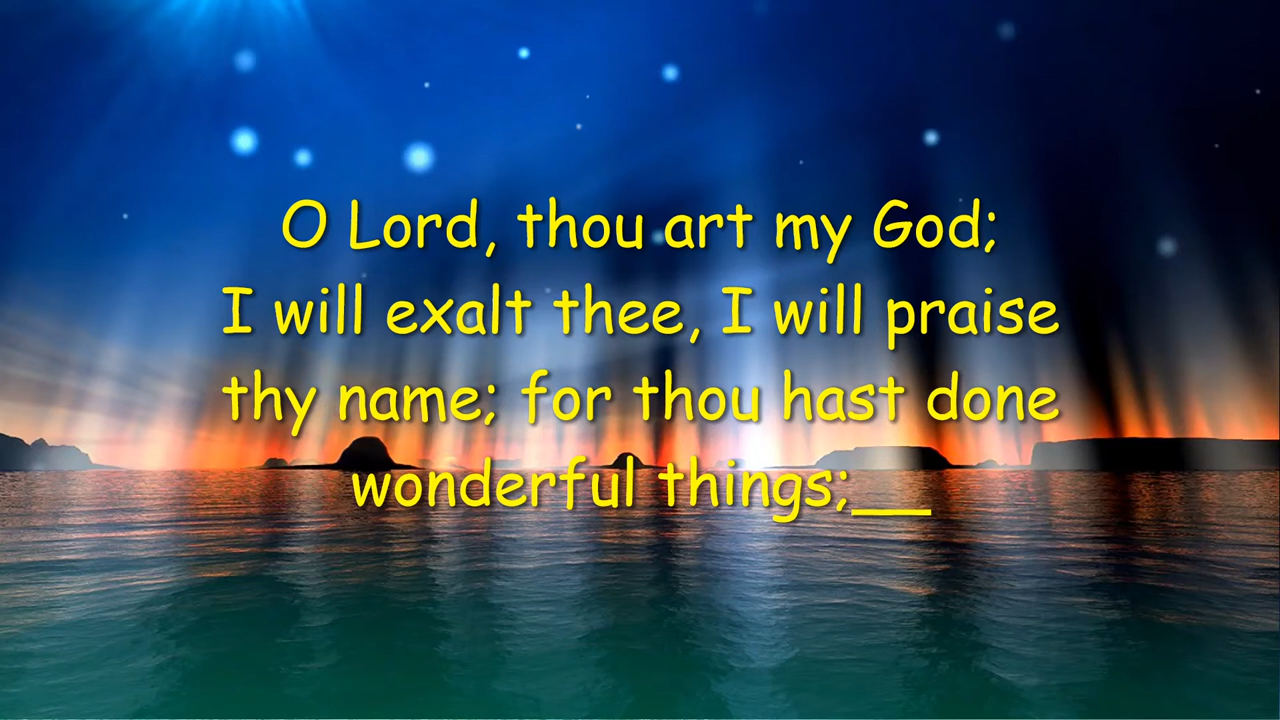 O Lord, thou art my God;
I will exalt thee, I will praise
thy name; for thou hast done
wonderful things;__